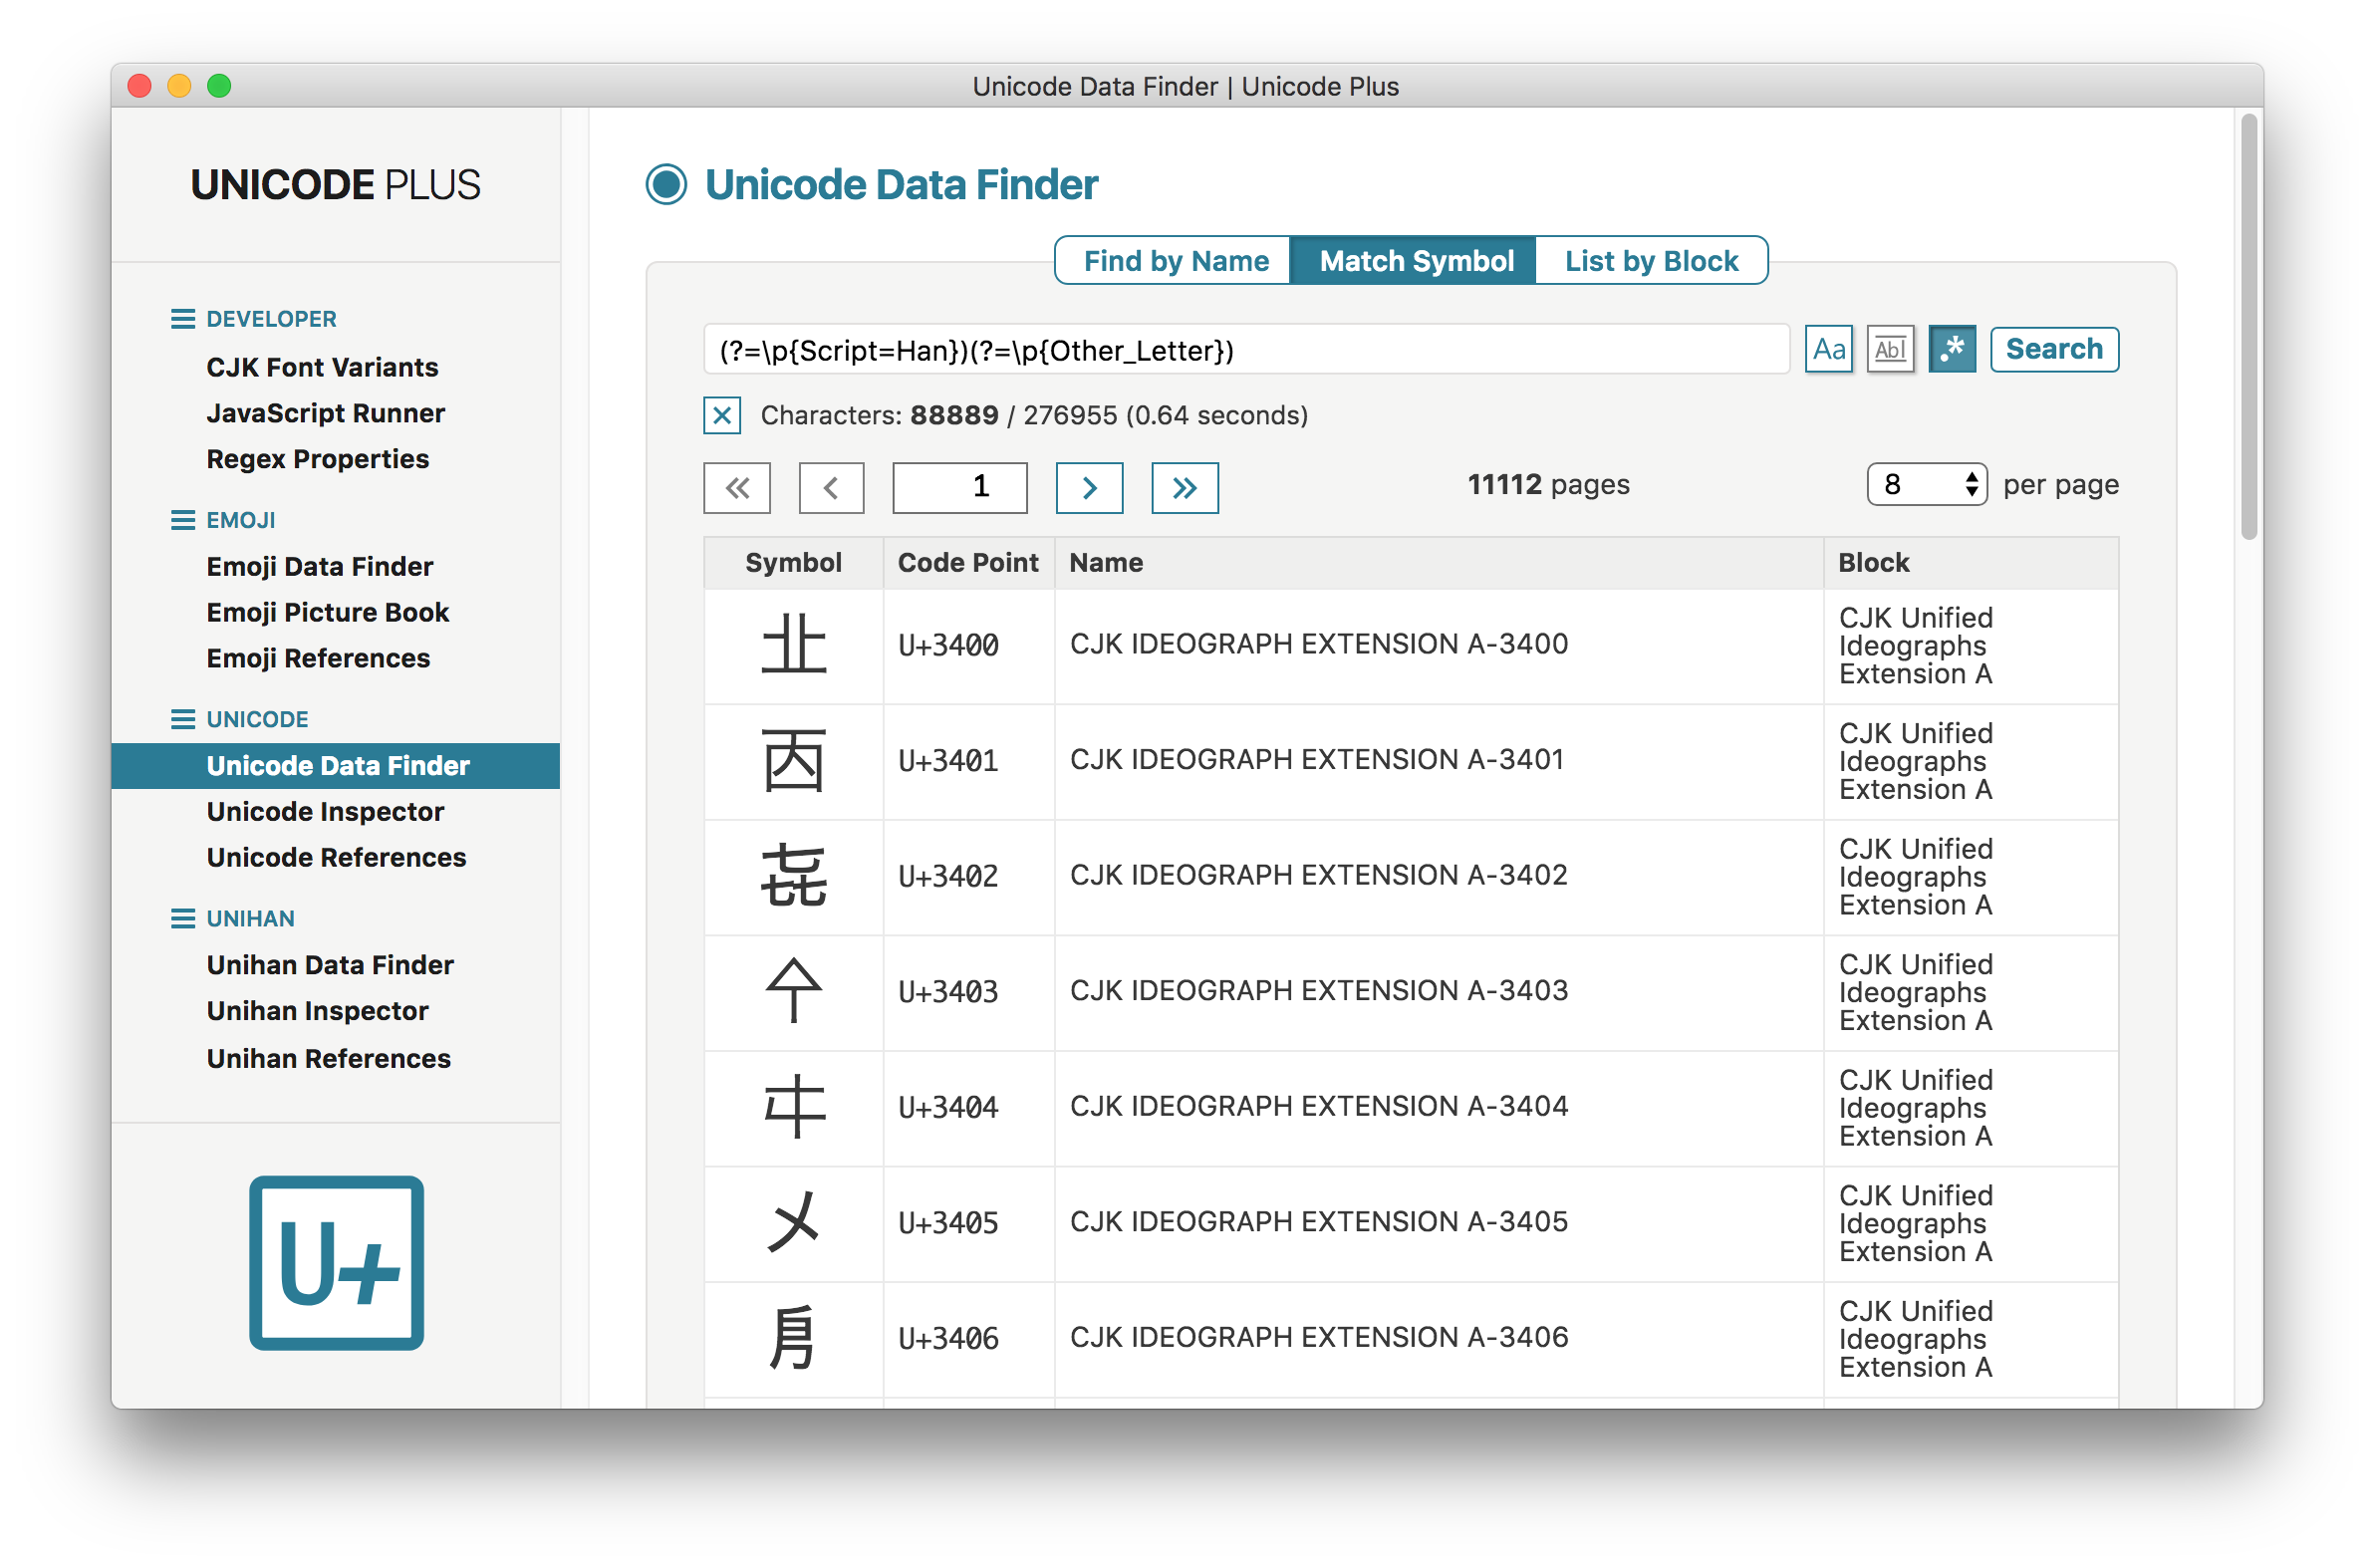 Unicode Data Finder | Unicode Plus
UNICODE PLUS
DEVELOPER
CJK Font Variants
JavaScript Runner
Regex Properties
EMOJI
Emoji Data Finder
Emoji Picture Book
Emoji References
UNICODE
Unicode Data Finder
Unicode Inspector
Unicode References
UNIHAN
Unihan Data Finder
Unihan Inspector
Unihan References
U+
Unicode Data Finder
Find by Name Match Symbol List by Block
(?=\p{Script=Han})(?=\p{Other_Letter}) Aa Abl .* Search
Characters: 88889 / 276955 (0.64 seconds)
« ‹ 1 › » 11112 pages 8 per page
Symbol Code Point Name Block
㐀 U+3400 CJK IDEOGRAPH EXTENSION A-3400 CJK Unified
Ideographs
Extension A
㐁 U+3401 CJK IDEOGRAPH EXTENSION A-3401 CJK Unified
Ideographs
Extension A
㐂 U+3402 CJK IDEOGRAPH EXTENSION A-3402 CJK Unified
Ideographs
Extension A
㐃 U+3403 CJK IDEOGRAPH EXTENSION A-3403 CJK Unified
Ideographs
Extension A
㐄 U+3404 CJK IDEOGRAPH EXTENSION A-3404 CJK Unified
Ideographs
Extension A
㐅 U+3405 CJK IDEOGRAPH EXTENSION A-3405 CJK Unified
Ideographs
Extension A
㐆 U+3406 CJK IDEOGRAPH EXTENSION A-3406 CJK Unified
Ideographs
Extension A